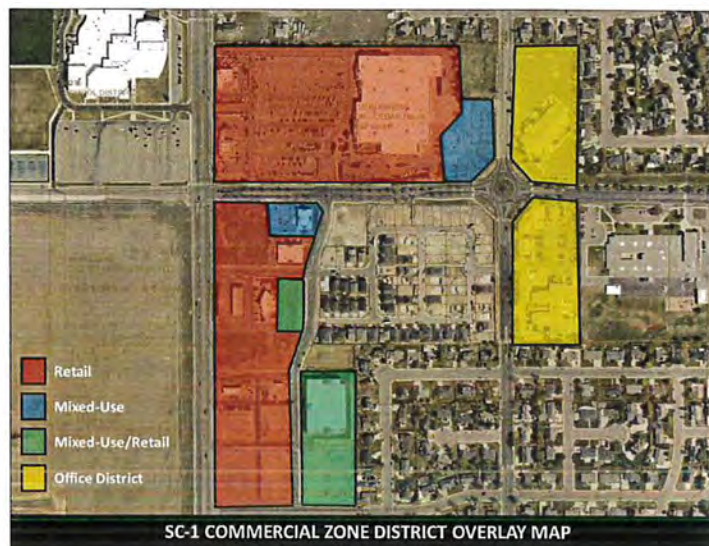 Retail
Mixed-Use
Mixed-Use/Retail
Office District
SC-1 COMMERCIAL ZONE DISTRICT OVERLAY MAP